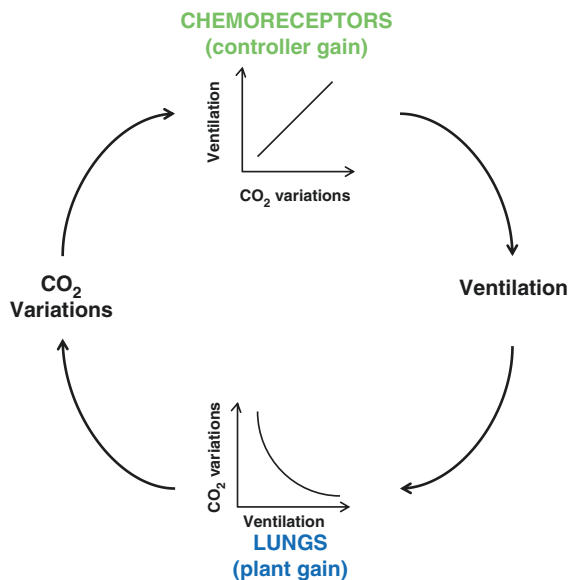 CHEMORECEPTORS
(controller gain)
Ventilation
CO₂ variations
CO₂
Variations
Ventilation
CO₂ variations
Ventilation
LUNGS
(plant gain)